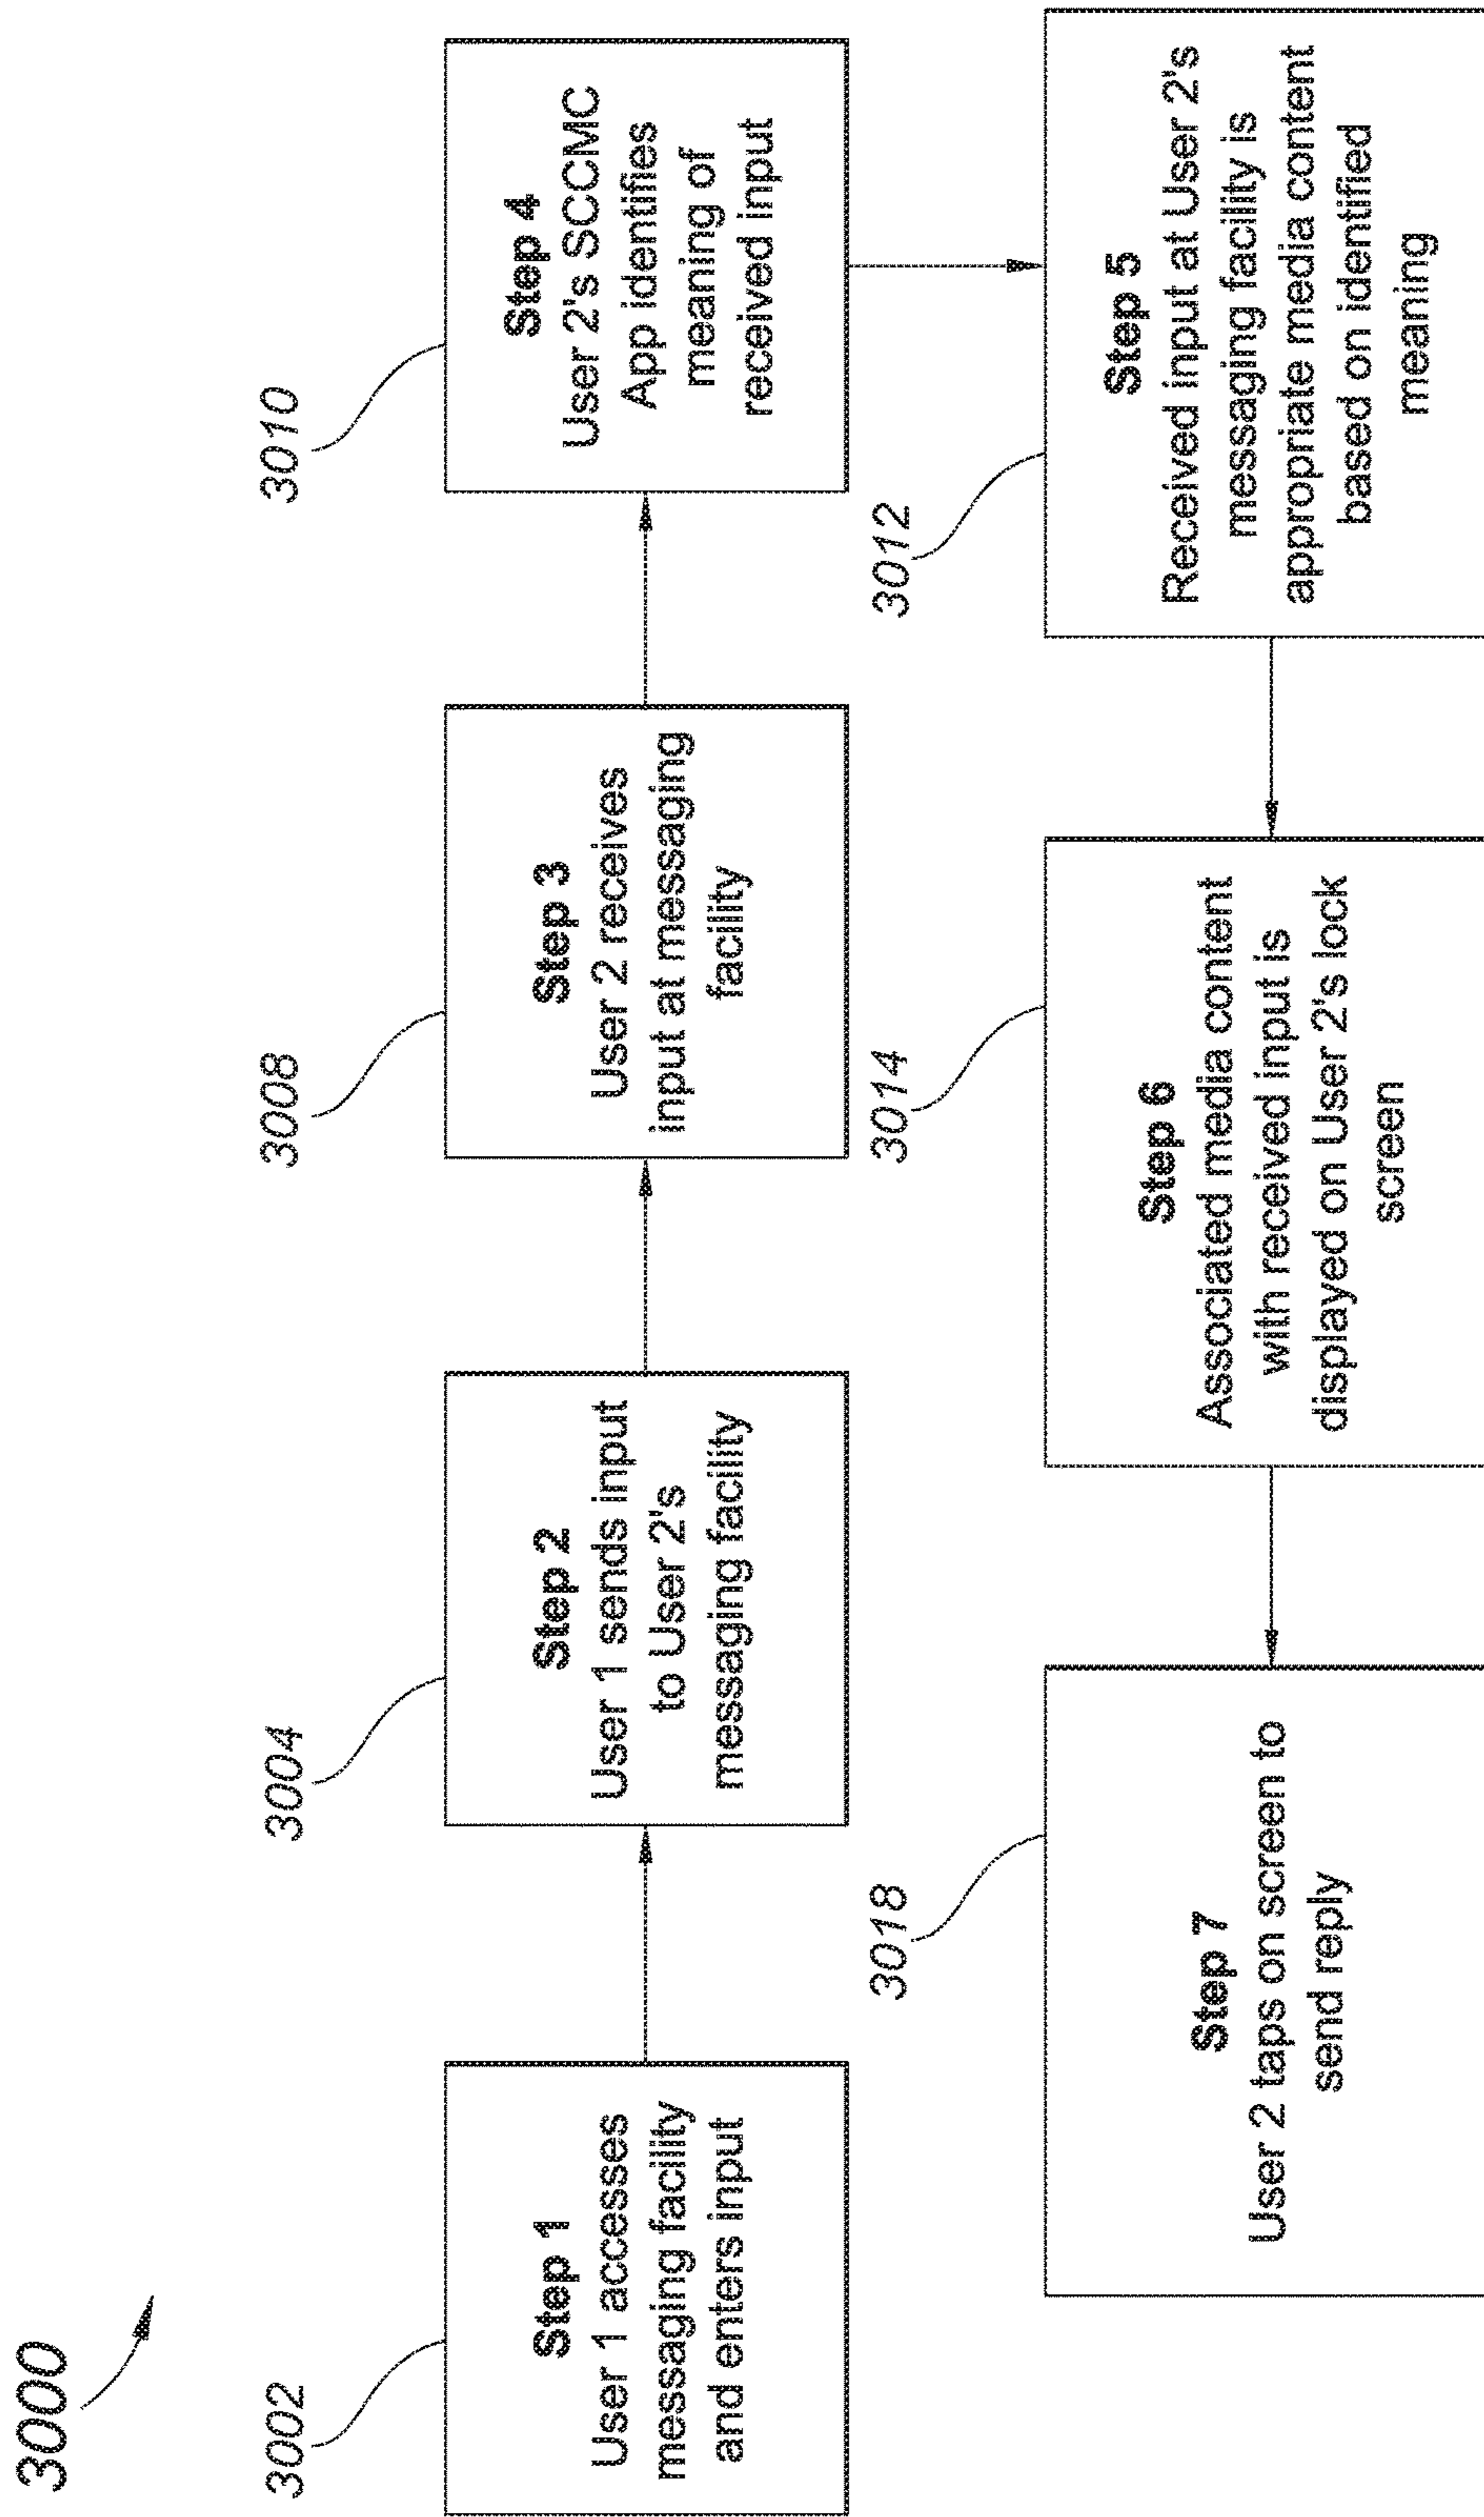 3000
3002
Step 1
User 1 accesses
messaging facility
and enters input
3004
Step 2
User 1 sends input
to User 2's
messaging facility
3008
Step 3
User 2 receives
input at messaging
facility
3010
Step 4
User 2's SCCMC
App identifies
meaning of
received input
3012
Step 5
Received input at User 2's
messaging facility is
appropriate media content
based on identified
meaning
3014
Step 6
Associated media content
with received input is
displayed on User 2's lock
screen
3018
Step 7
User 2 taps on screen to
send reply